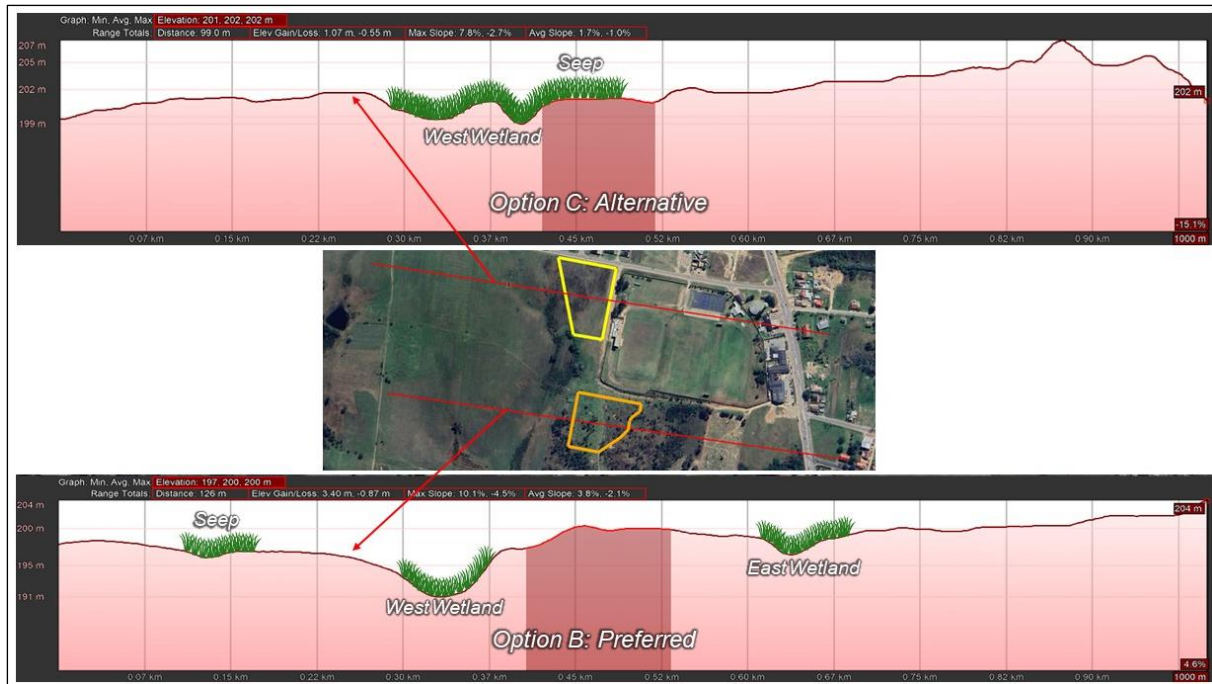 Graph: Min, Avg, Max Elevation: 201, 202, 202 m
Range Totals: Distance: 99.0 m Elev Gain/Loss: 1.07 m, -0.55 m Max Slope: 7.8%, -2.7% Avg Slope: 1.7%, -1.0%
207 m
205 m
202 m
199 m
Seep
West Wetland
202 m
Option C: Alternative
-15.1%
0.07 km 0.15 km 0.22 km 0.30 km 0.37 km 0.45 km 0.52 km 0.60 km 0.67 km 0.75 km 0.82 km 0.90 km 1000 m
Graph: Min, Avg, Max Elevation: 197, 200, 200 m
Range Totals: Distance: 126 m Elev Gain/Loss: 3.40 m, -0.87 m Max Slope: 10.1%, -4.5% Avg Slope: 3.8%, -2.1%
204 m
200 m
195 m
191 m
204 m
Seep
West Wetland
East Wetland
Option B: Preferred
4.6%
0.07 km 0.15 km 0.22 km 0.30 km 0.37 km 0.45 km 0.52 km 0.60 km 0.67 km 0.75 km 0.82 km 0.90 km 1000 m